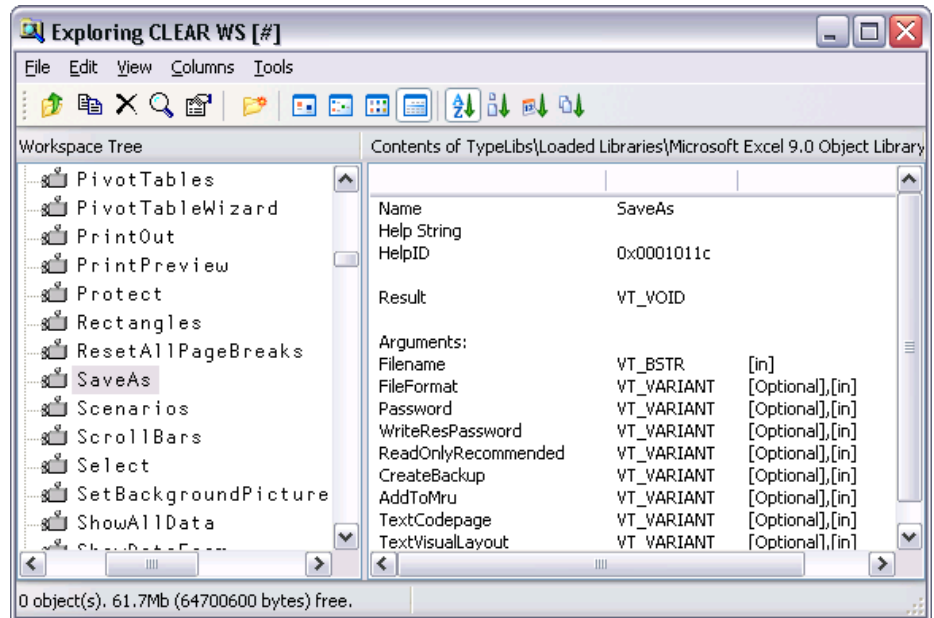 Exploring CLEAR WS [#]
File Edit View Columns Tools
Workspace Tree
Contents of TypeLibs\Loaded Libraries\Microsoft Excel 9.0 Object Library
PivotTables
PivotTableWizard
PrintOut
PrintPreview
Protect
Rectangles
ResetAllPageBreaks
SaveAs
Scenarios
ScrollBars
Select
SetBackgroundPicture
ShowAllData
ShowDataForm
Name SaveAs
Help String
HelpID 0x0001011c
Result VT_VOID
Arguments:
Filename VT_BSTR [in]
FileFormat VT_VARIANT [Optional],[in]
Password VT_VARIANT [Optional],[in]
WriteResPassword VT_VARIANT [Optional],[in]
ReadOnlyRecommended VT_VARIANT [Optional],[in]
CreateBackup VT_VARIANT [Optional],[in]
AddToMru VT_VARIANT [Optional],[in]
TextCodepage VT_VARIANT [Optional],[in]
TextVisualLayout VT_VARIANT [Optional],[in]
0 object(s). 61.7Mb (64700600 bytes) free.